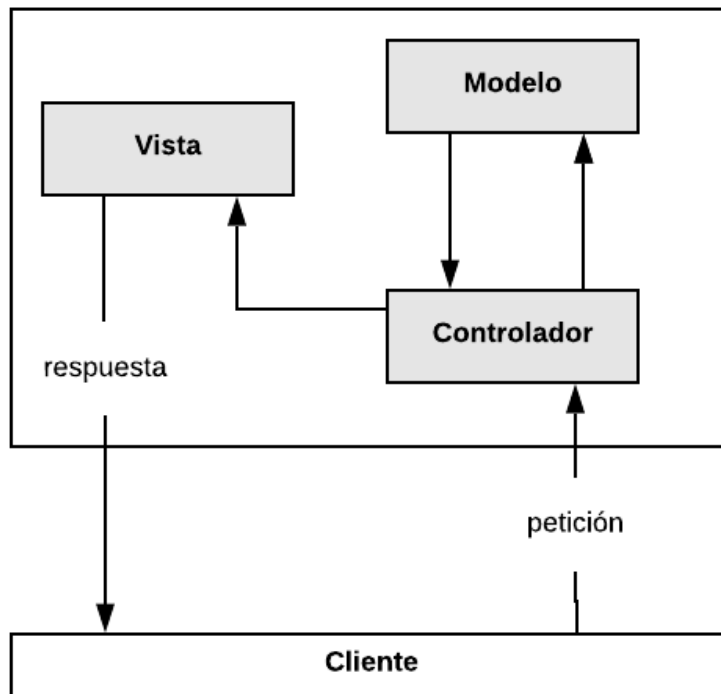 Modelo
Vista
Controlador
respuesta
petición
Cliente